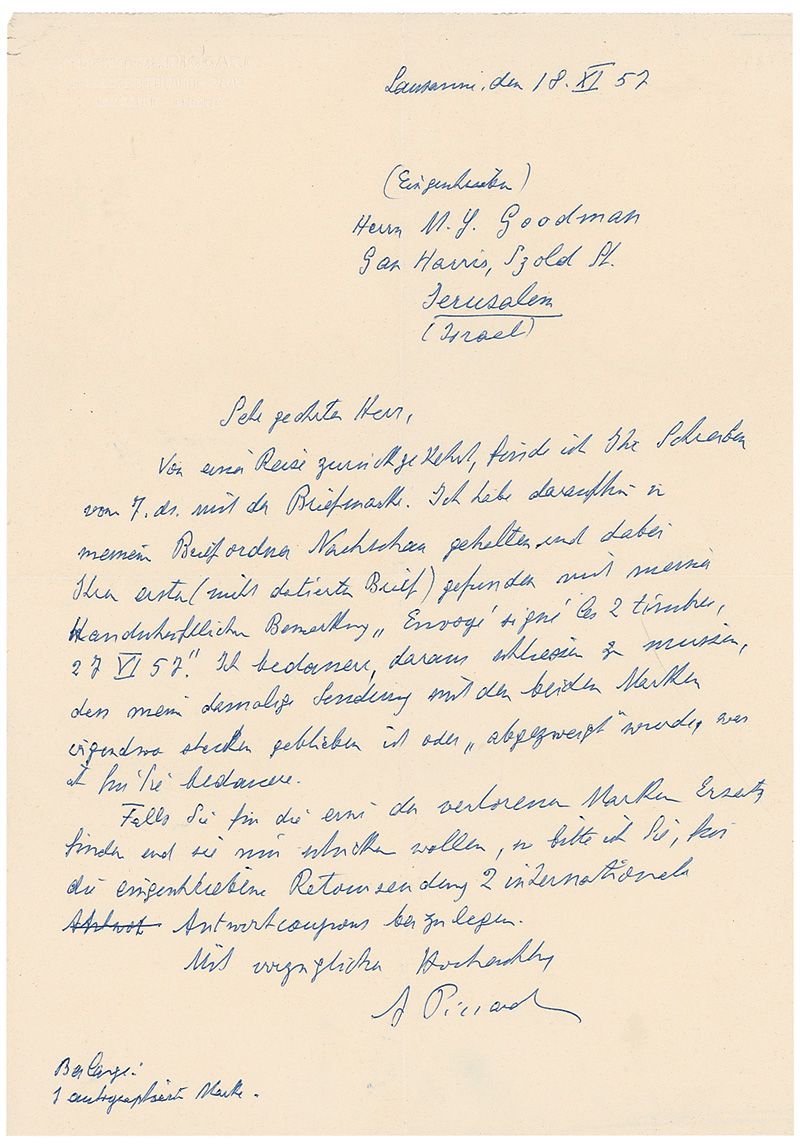 Lausanne, den 18. XI 57
(Eingeschrieben)
Herrn M. Y. Goodman
Gan Harris, Szold St.
Jerusalem
(Israel)
Sehr geehrter Herr,
Von einer Reise zurückgekehrt, finde ich Ihr Schreiben
vom 7. ds. mit der Briefmarke. Ich habe daraufhin in
meinem Briefordner Nachschau gehalten und dabei
Ihren ersten (nicht datierten Brief) gefunden mit meiner
handschriftlichen Bemerkung „Envoyé signé les 2 timbres,
27 VI 57." Ich bedauere, daraus schliessen zu müssen,
dass meine damalige Sendung mit den beiden Marken
irgendwo stecken geblieben ist oder „abgezweigt" wurde, was
ich für Sie bedauere.
Falls Sie für die eine der verlorenen Marken Ersatz
finden und sie mir schicken wollen, so bitte ich Sie, für
die eingeschriebene Retoursendung 2 internationale
Antwort Antwortcoupons beizulegen.
Mit vorzüglicher Hochachtung
A Piccard
Beilage:
1 autographierte Marke.